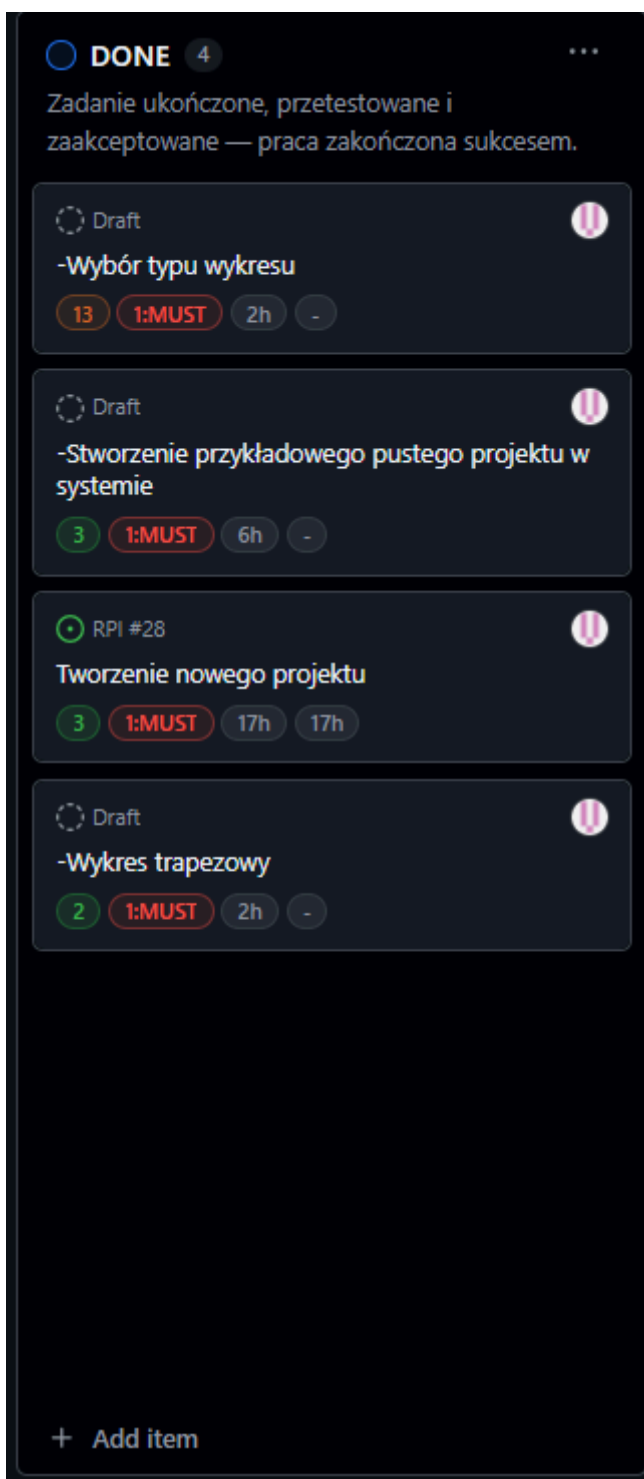 DONE 4
Zadanie ukończone, przetestowane i
zaakceptowane — praca zakończona sukcesem.
Draft
-Wybór typu wykresu
13 1:MUST 2h -
Draft
-Stworzenie przykładowego pustego projektu w
systemie
3 1:MUST 6h -
RPI #28
Tworzenie nowego projektu
3 1:MUST 17h 17h
Draft
-Wykres trapezowy
2 1:MUST 2h -
+ Add item